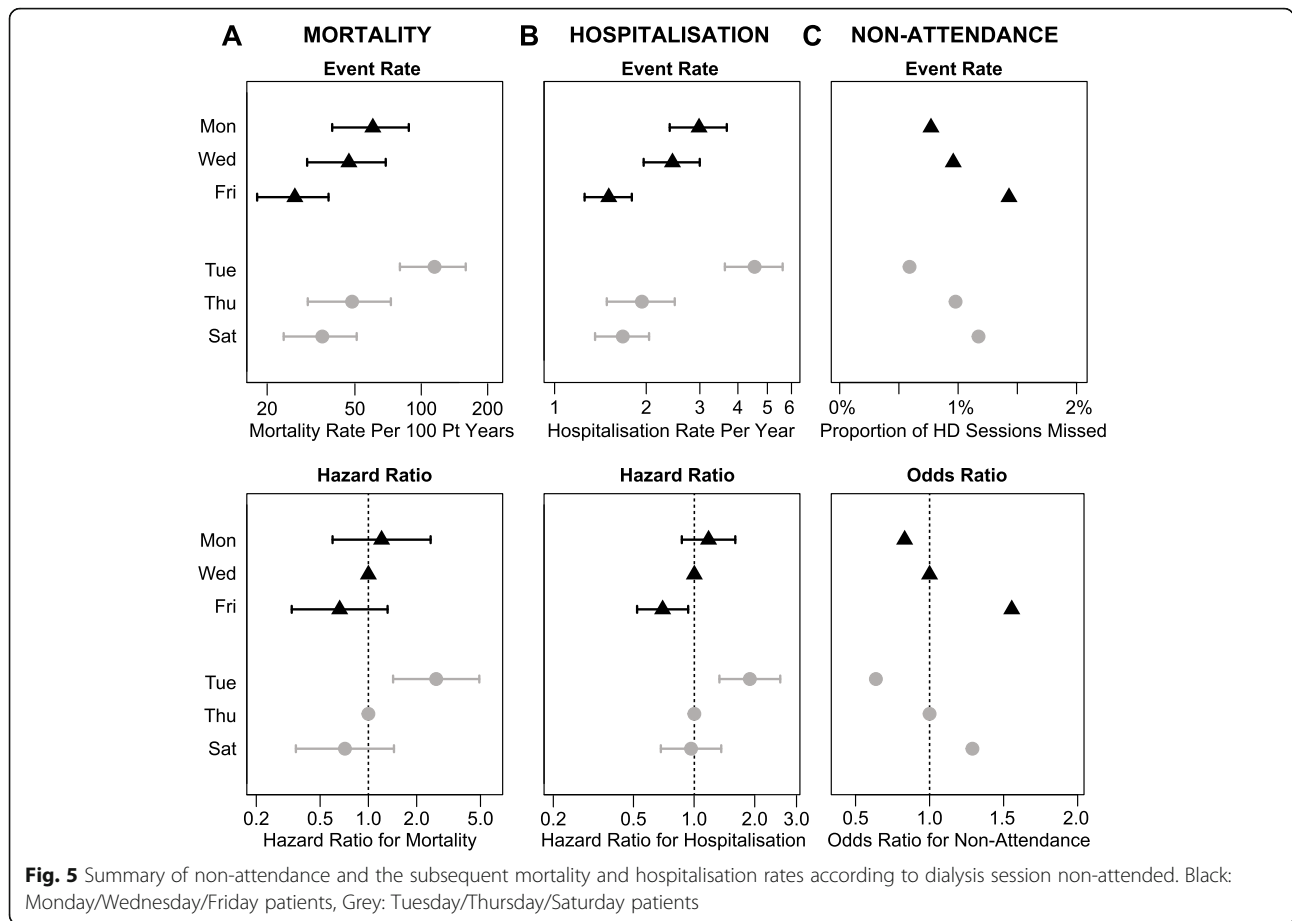 A MORTALITY B HOSPITALISATION C NON-ATTENDANCE
Event Rate Event Rate Event Rate
Mon
Wed
Fri
Tue
Thu
Sat
20 50 100 200 1 2 3 4 5 6 0% 1% 2%
Mortality Rate Per 100 Pt Years Hospitalisation Rate Per Year Proportion of HD Sessions Missed
Hazard Ratio Hazard Ratio Odds Ratio
Mon
Wed
Fri
Tue
Thu
Sat
0.2 0.5 1.0 2.0 5.0 0.2 0.5 1.0 2.0 3.0 0.5 1.0 1.5 2.0
Hazard Ratio for Mortality Hazard Ratio for Hospitalisation Odds Ratio for Non-Attendance
Fig. 5 Summary of non-attendance and the subsequent mortality and hospitalisation rates according to dialysis session non-attended. Black:
Monday/Wednesday/Friday patients, Grey: Tuesday/Thursday/Saturday patients